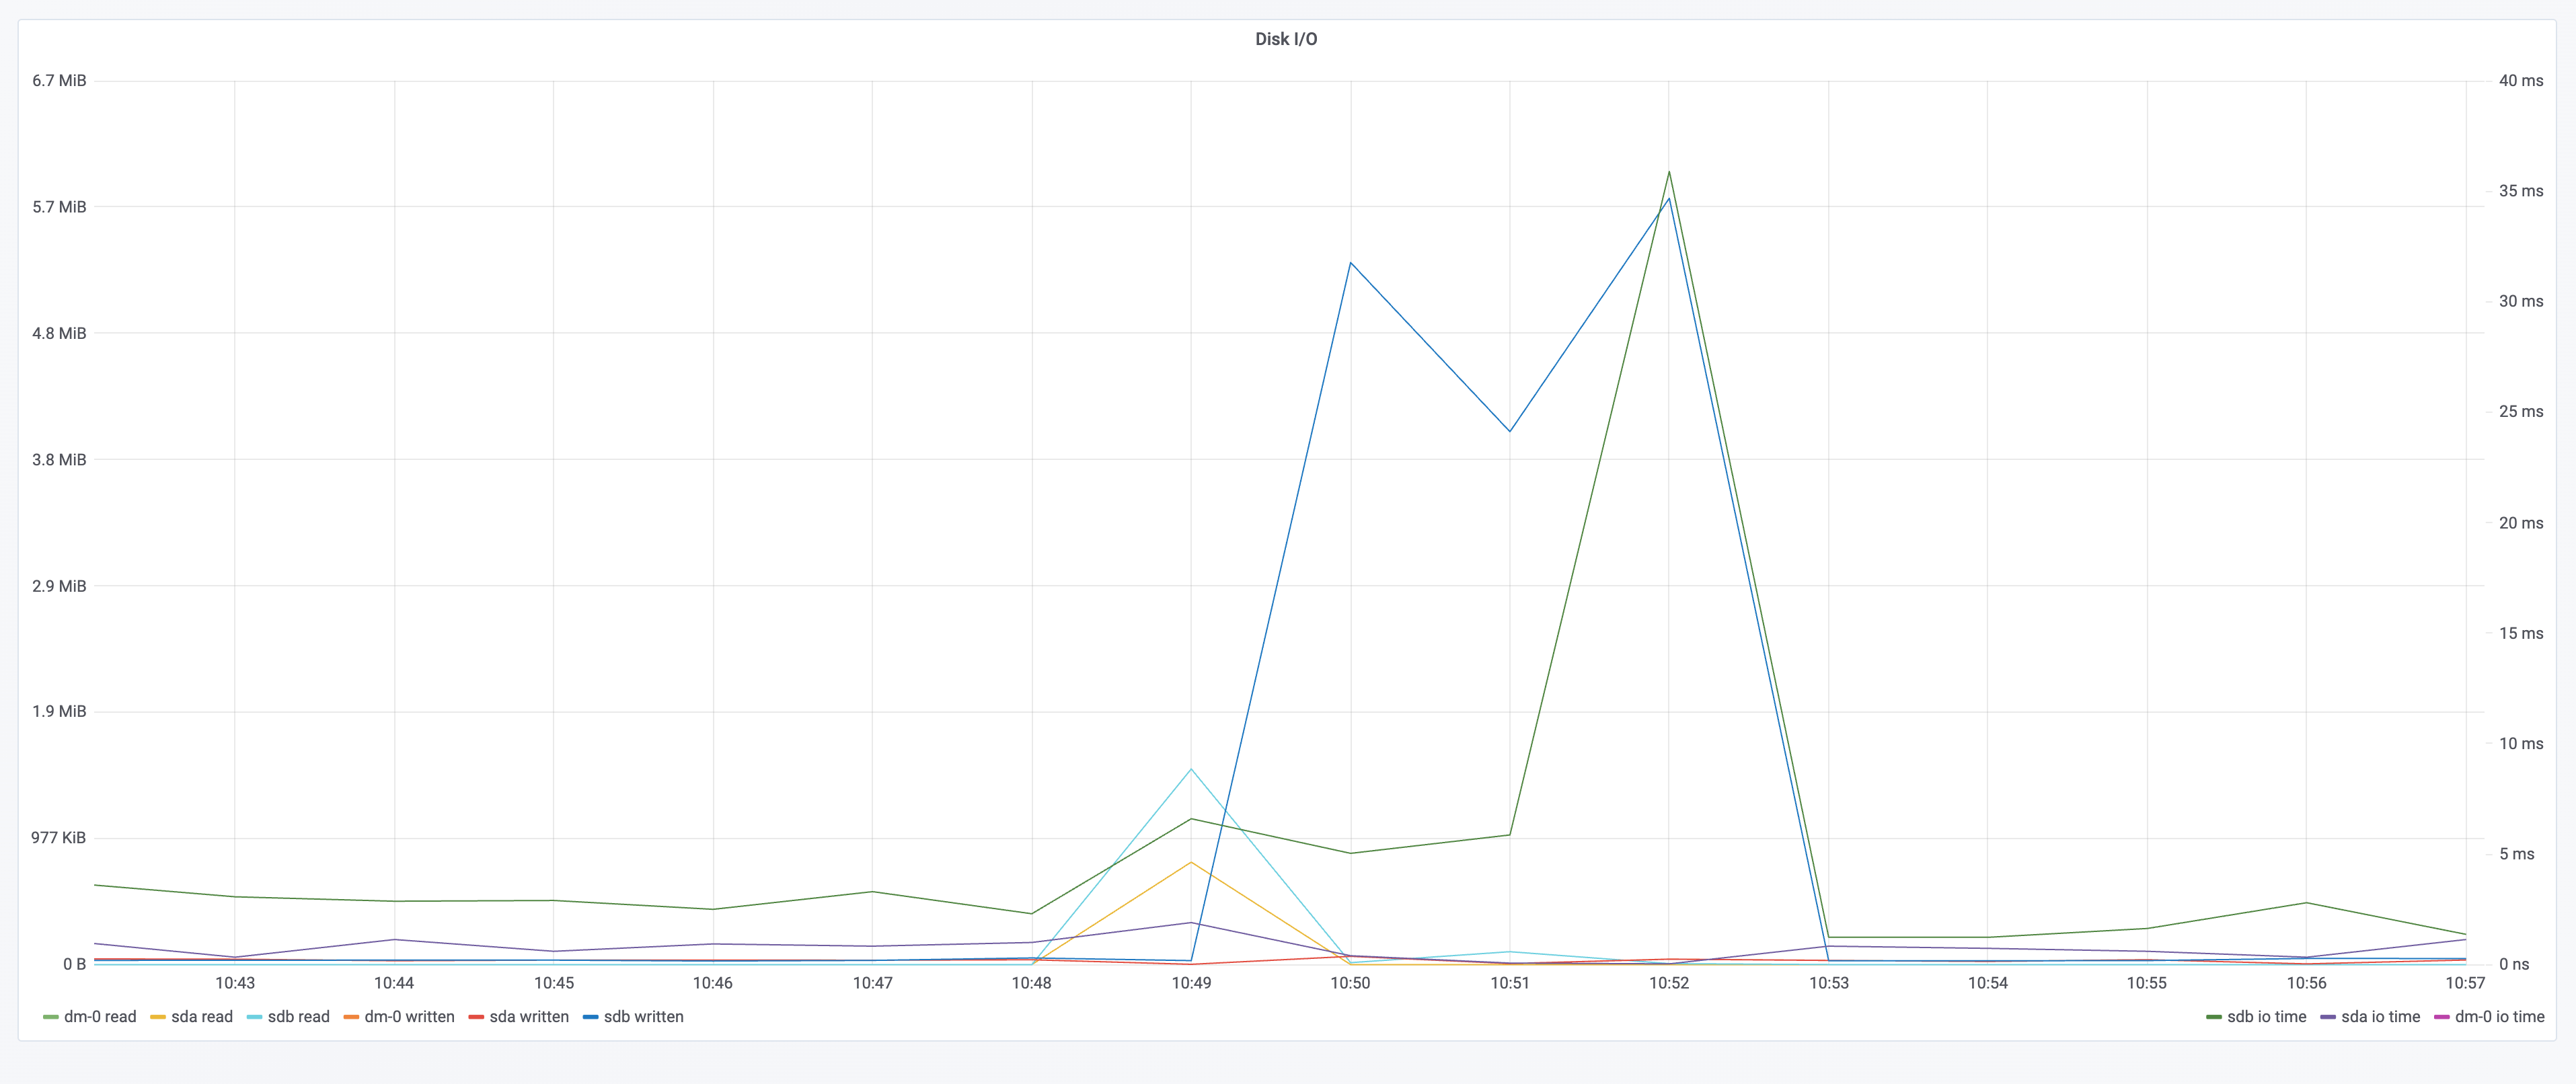 Disk I/O
6.7 MiB
5.7 MiB
4.8 MiB
3.8 MiB
2.9 MiB
1.9 MiB
977 KiB
0 B
40 ms
35 ms
30 ms
25 ms
20 ms
15 ms
10 ms
5 ms
0 ns
10:43 10:44 10:45 10:46 10:47 10:48 10:49 10:50 10:51 10:52 10:53 10:54 10:55 10:56 10:57
dm-0 read sda read sdb read dm-0 written sda written sdb written sdb io time sda io time dm-0 io time